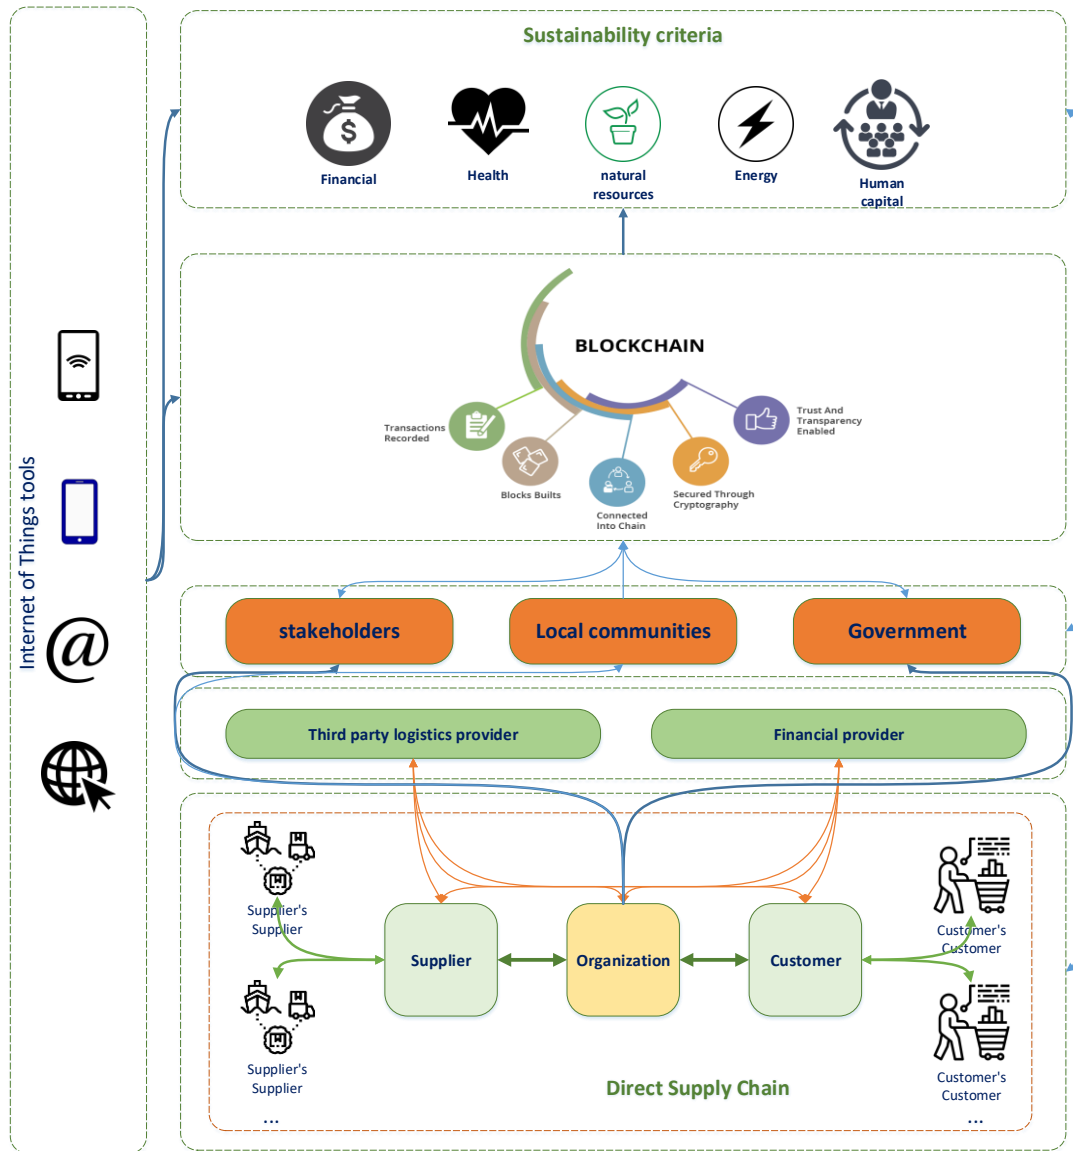 Sustainability criteria
Financial
Health
natural
resources
Energy
Human
capital
Internet of Things tools
@
BLOCKCHAIN
Transactions
Recorded
Blocks Builts
Connected
Into Chain
Secured Through
Cryptography
Trust And
Transparency
Enabled
stakeholders
Local communities
Government
Third party logistics provider
Financial provider
Supplier's
Supplier
Supplier
Organization
Customer
Customer's
Customer
Supplier's
Supplier
...
Customer's
Customer
...
Direct Supply Chain